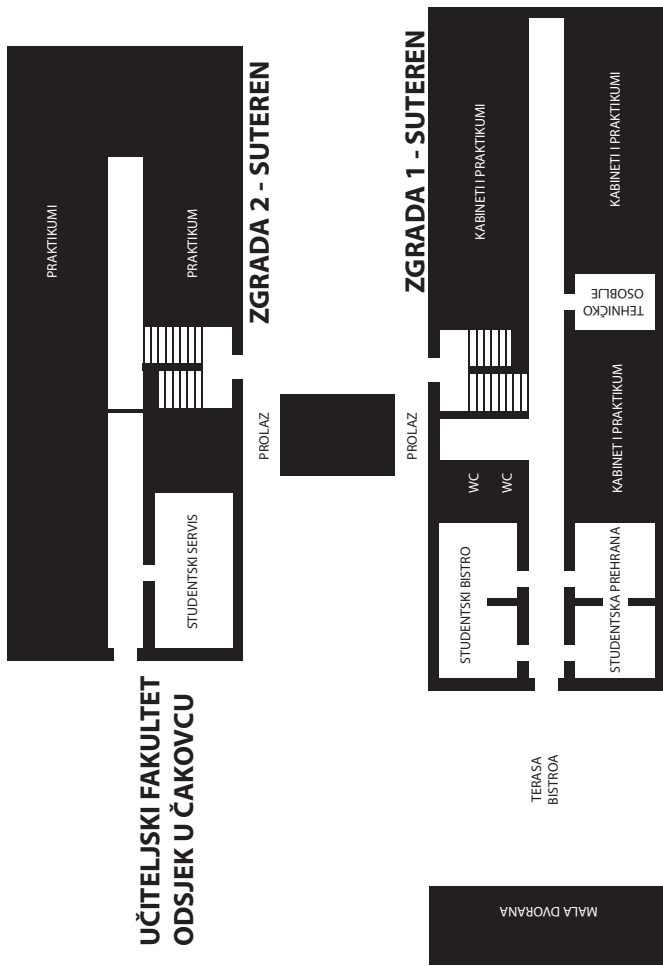 UČITELJSKI FAKULTET
ODSJEK U ČAKOVCU
ZGRADA 2 - SUTEREN
PRAKTIKUMI
PRAKTIKUM
STUDENTSKI SERVIS
PROLAZ
PROLAZ
ZGRADA 1 - SUTEREN
KABINETI I PRAKTIKUMI
KABINETI I PRAKTIKUMI
TEHNIČKO
OSOBLJE
KABINET I PRAKTIKUM
WC
WC
STUDENTSKI BISTRO
STUDENTSKA PREHRANA
TERASA
BISTROA
MALA DVORANA